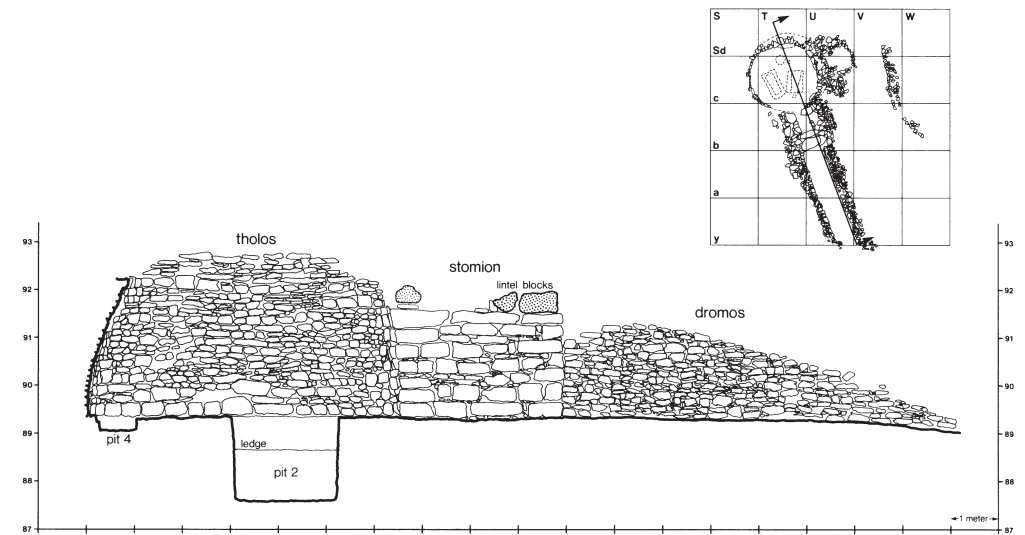 S T U V W
Sd
c
b
a
y
tholos
stomion
lintel blocks
dromos
93 93
92 92
91 91
90 90
89 89
88 88
87 87
pit 4
ledge
pit 2
1 meter